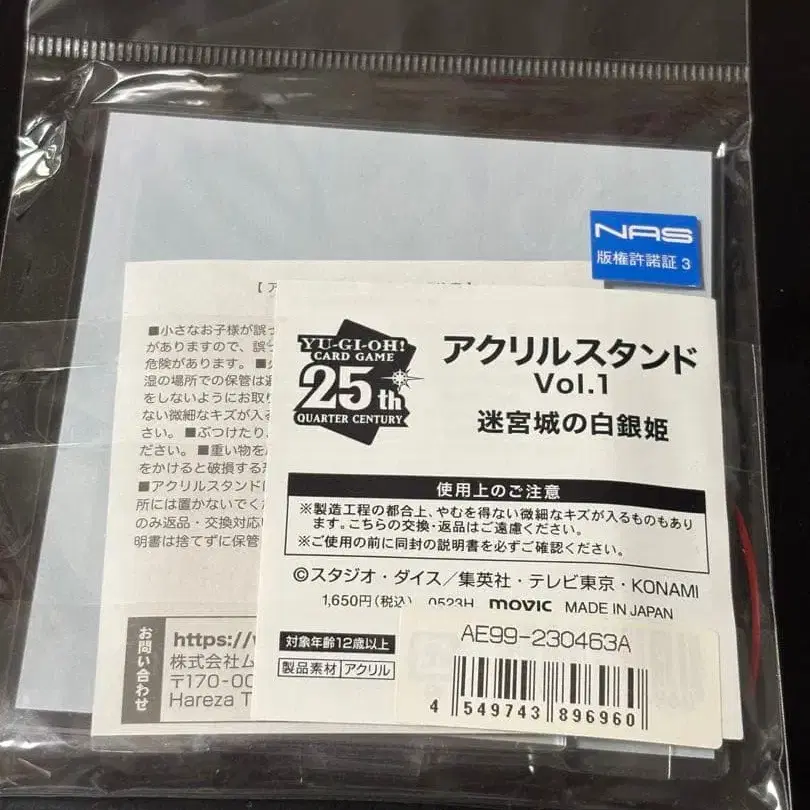 NAS
版権許諾証 3
【ア
■小さなお子様が誤っ
がありますので、誤っ
危険があります。■火
湿の場所での保管は避
をしないようにお取り
ない微細なキズが入る
さい。■ぶつけたり、
■重い物を
をかけると破損する
■アクリルスタンドに
所には置かないでくだ
のみ返品・交換対応い
明書は捨てずに保管
お問い合わせ
https://w
株式会社ム
〒170-00
Hareza T
YU-GI-OH!
CARD GAME
25th
QUARTER CENTURY
アクリルスタンド
Vol.1
迷宮城の白銀姫
使用上のご注意
※製造工程の都合上、やむを得ない微細なキズが入るものもあり
ます。こちらの交換・返品はご遠慮ください。
※ご使用の前に同封の説明書を必ずご確認ください。
©スタジオ・ダイス/集英社・テレビ東京・KONAMI
1,650円(税込) 0523H movic MADE IN JAPAN
対象年齢12歳以上
製品素材 アクリル
AE99-230463A
4 549743 896960